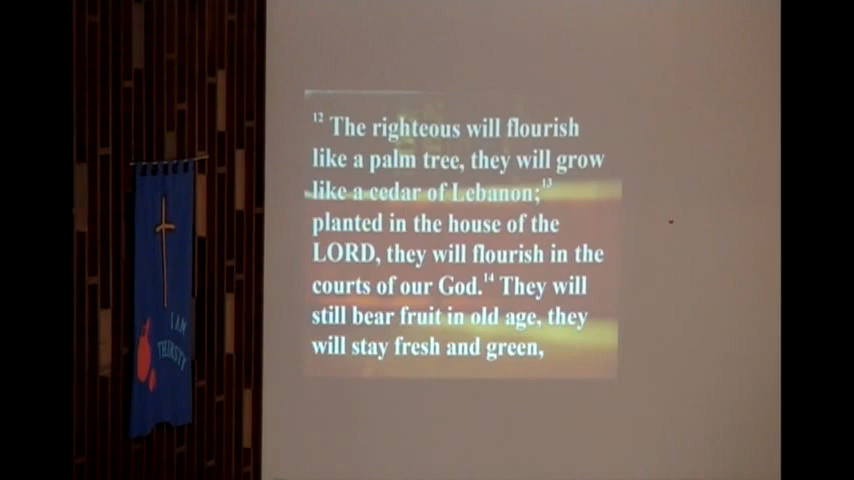 12 The righteous will flourish
like a palm tree, they will grow
like a cedar of Lebanon;13
planted in the house of the
LORD, they will flourish in the
courts of our God.14 They will
still bear fruit in old age, they
will stay fresh and green,
I AM
THIRSTY